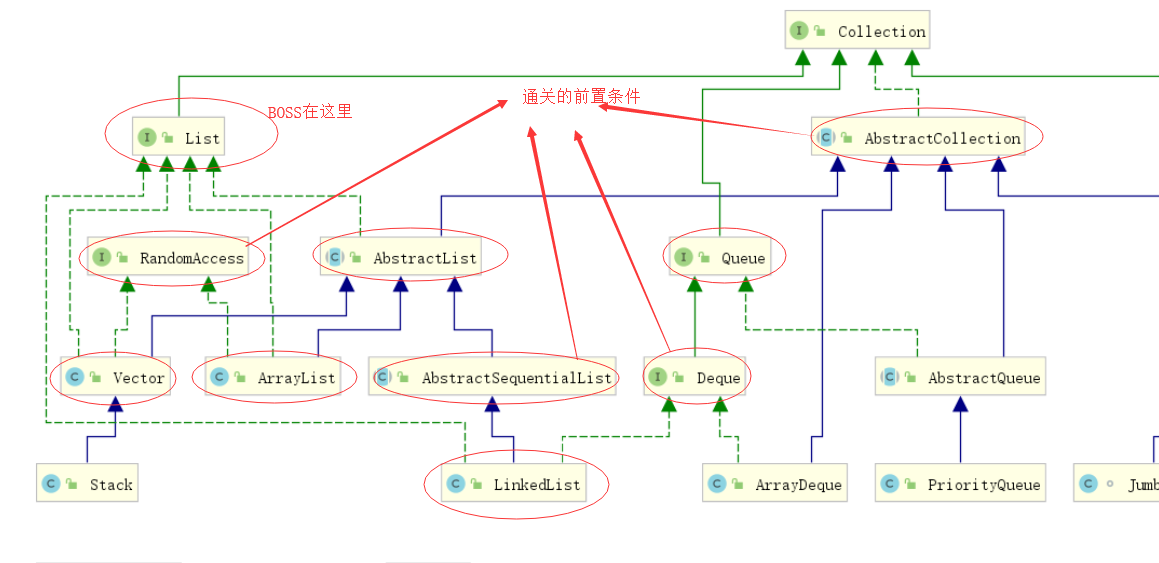 Collection
通关的前置条件
BOSS在这里
List
AbstractCollection
RandomAccess
AbstractList
Queue
Vector
ArrayList
AbstractSequentialList
Deque
AbstractQueue
Stack
LinkedList
ArrayDeque
PriorityQueue
Jumb